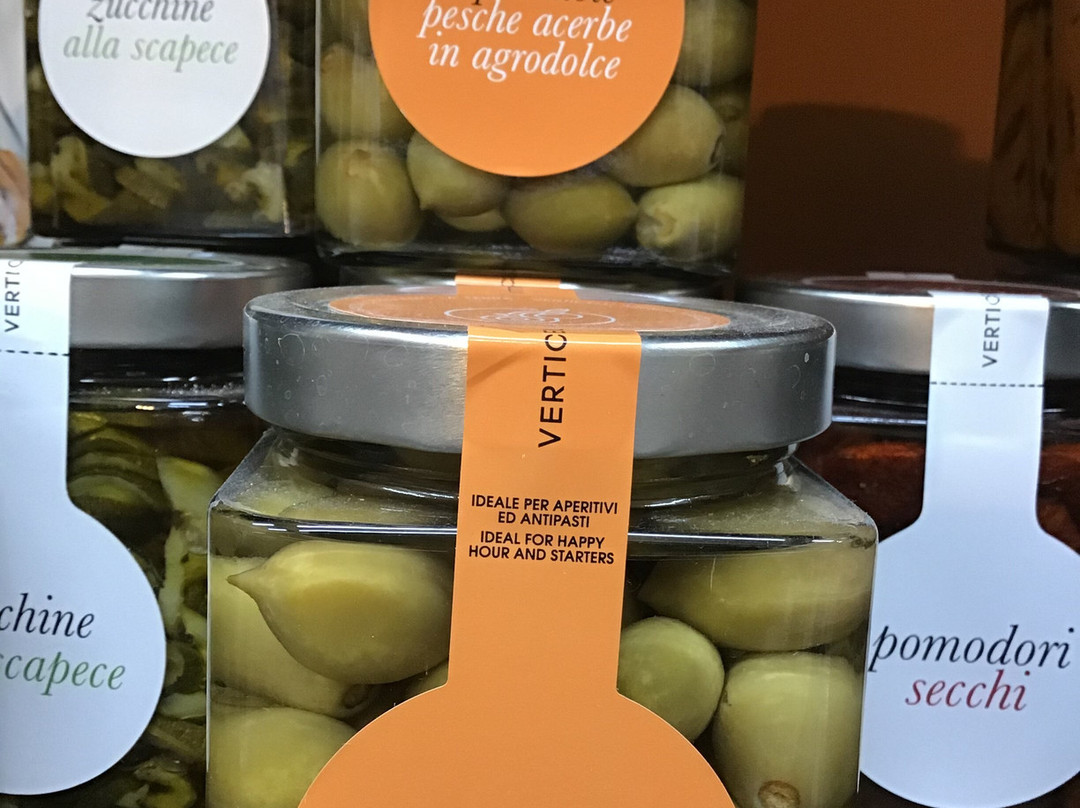 zucchine
alla scapece
pesche acerbe
in agrodolce
VERTIC
VERTIC
VERTIC
IDEALE PER APERITIVI
ED ANTIPASTI
IDEAL FOR HAPPY
HOUR AND STARTERS
chine
scapece
pomodori
secchi